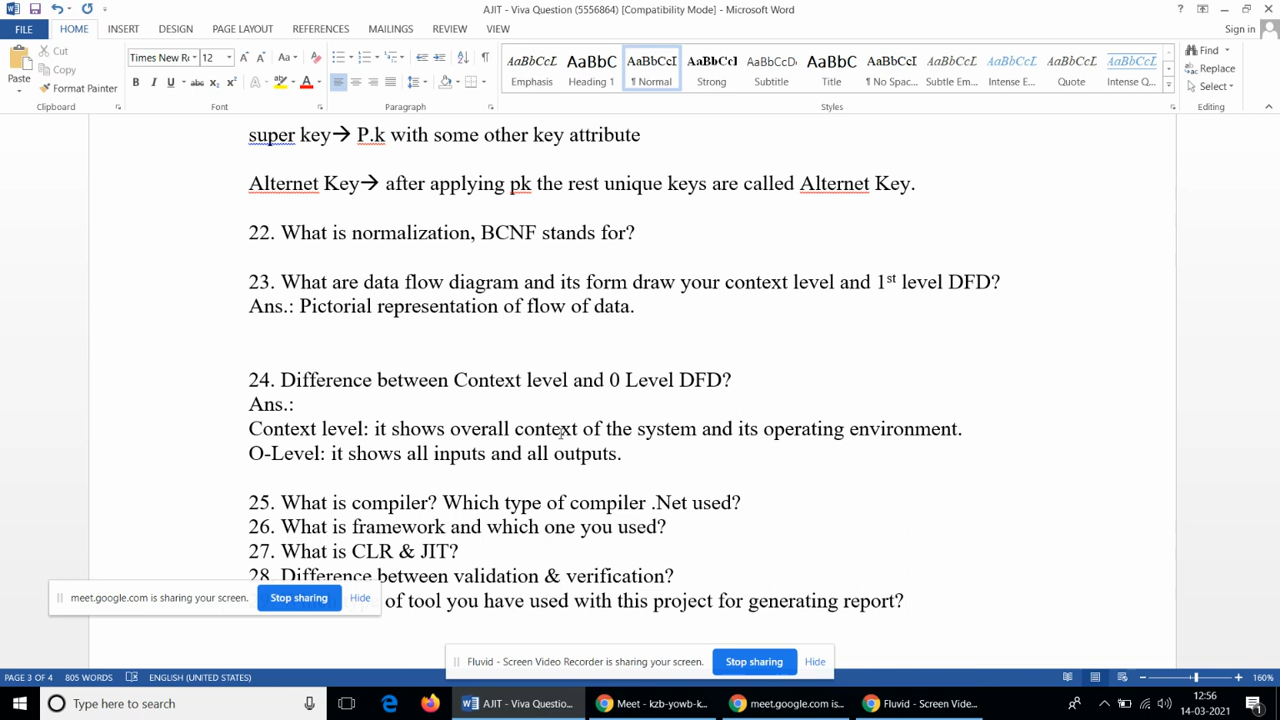 AJIT - Viva Question (5556864) [Compatibility Mode] - Microsoft Word
FILE HOME INSERT DESIGN PAGE LAYOUT REFERENCES MAILINGS REVIEW VIEW Sign in
Paste
Cut
Copy
Format Painter
Clipboard
Times New Ro 12
Font
Paragraph
AaBbCcL Emphasis
AaBbC Heading 1
AaBbCcI ¶ Normal
AaBbCcI Strong
AaBbCcDc Subtitle
AaBbC Title
AaBbCcI ¶ No Spac...
AaBbCcL Subtle Em...
AaBbCcL Intense E...
AaBbCcL Quote
AaBbCcL Intense Q...
Styles
Find
Replace
Select
Editing
super key→ P.k with some other key attribute
Alternet Key→ after applying pk the rest unique keys are called Alternet Key.
22. What is normalization, BCNF stands for?
23. What are data flow diagram and its form draw your context level and 1st level DFD?
Ans.: Pictorial representation of flow of data.
24. Difference between Context level and 0 Level DFD?
Ans.:
Context level: it shows overall context of the system and its operating environment.
O-Level: it shows all inputs and all outputs.
25. What is compiler? Which type of compiler .Net used?
26. What is framework and which one you used?
27. What is CLR & JIT?
28. Difference between validation & verification?
of tool you have used with this project for generating report?
meet.google.com is sharing your screen. Stop sharing Hide
Fluvid - Screen Video Recorder is sharing your screen. Stop sharing Hide
PAGE 3 OF 4 805 WORDS ENGLISH (UNITED STATES) 160%
Type here to search
AJIT - Viva Questio...
Meet - kzb-yowb-k...
meet.google.com is...
Fluvid - Screen Vid...
12:56
14-03-2021